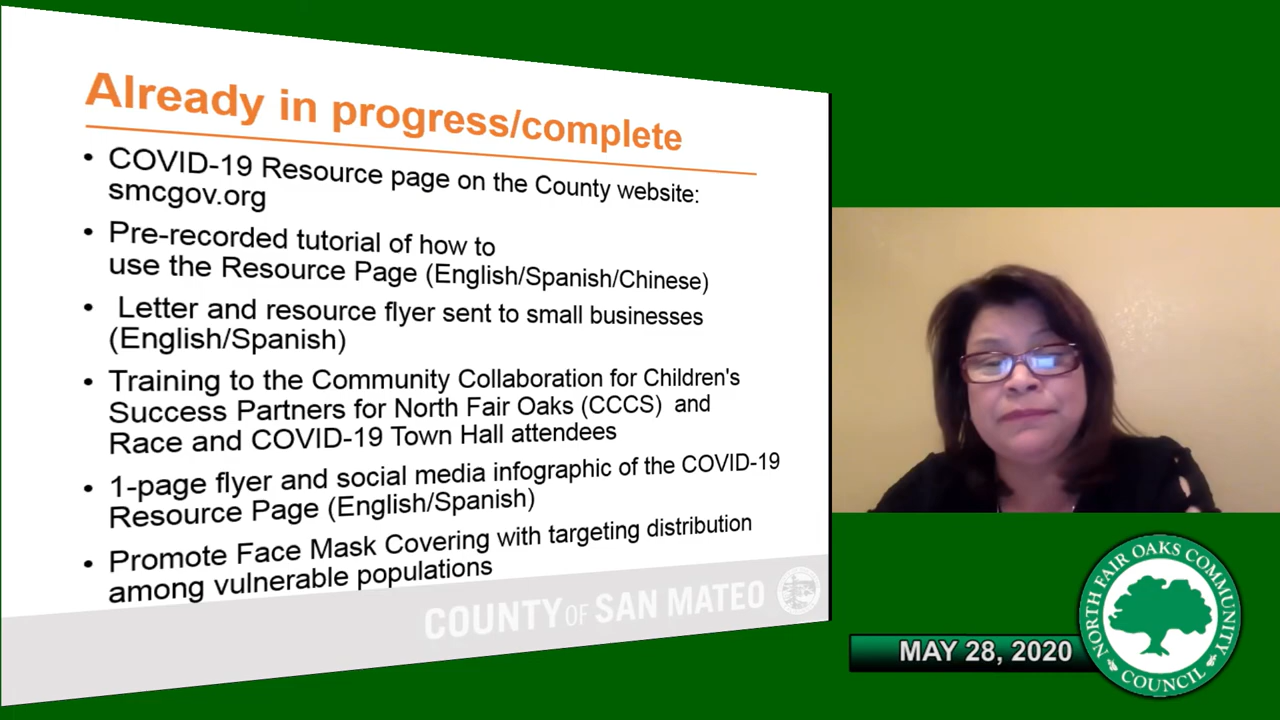 Already in progress/complete
• COVID-19 Resource page on the County website:
smcgov.org
• Pre-recorded tutorial of how to
use the Resource Page (English/Spanish/Chinese)
• Letter and resource flyer sent to small businesses
(English/Spanish)
• Training to the Community Collaboration for Children's
Success Partners for North Fair Oaks (CCCS) and
Race and COVID-19 Town Hall attendees
• 1-page flyer and social media infographic of the COVID-19
Resource Page (English/Spanish)
• Promote Face Mask Covering with targeting distribution
among vulnerable populations
COUNTY OF SAN MATEO
MAY 28, 2020
NORTH FAIR OAKS COMMUNITY
COUNCIL